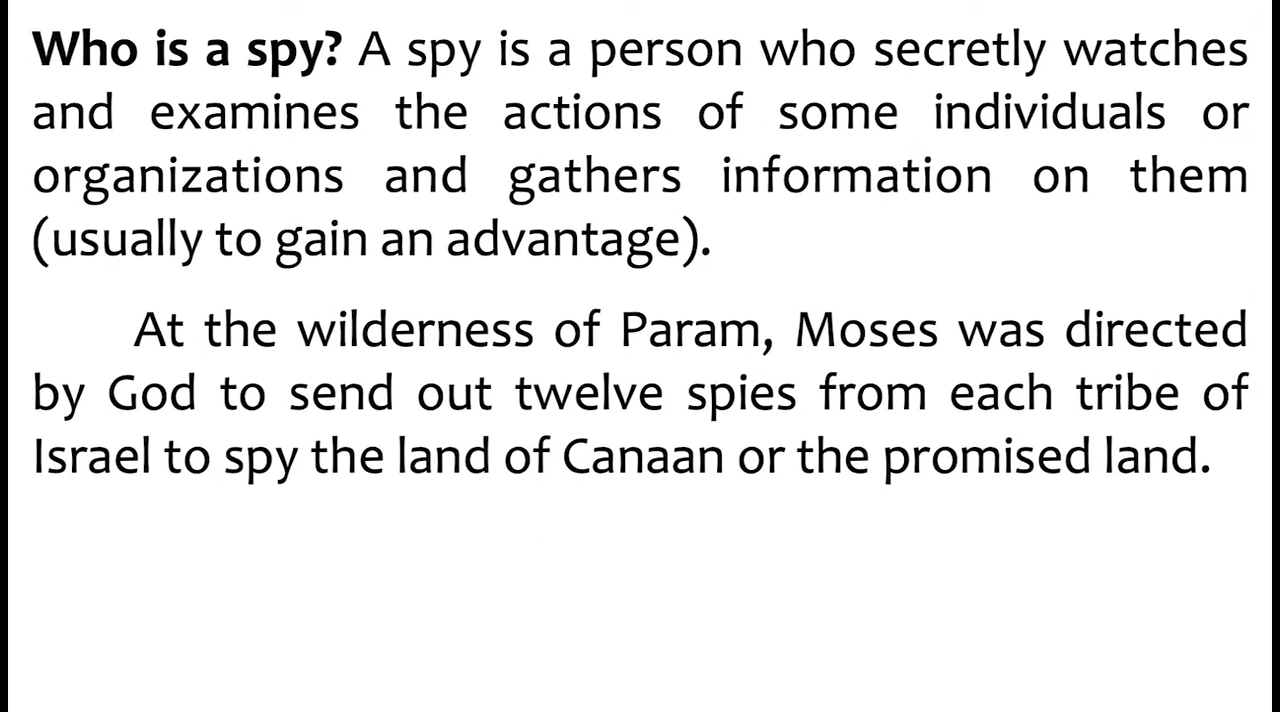 Who is a spy? A spy is a person who secretly watches
and examines the actions of some individuals or
organizations and gathers information on them
(usually to gain an advantage).
At the wilderness of Param, Moses was directed
by God to send out twelve spies from each tribe of
Israel to spy the land of Canaan or the promised land.